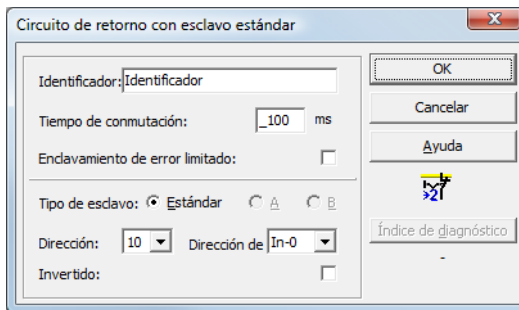 Circuito de retorno con esclavo estándar
Identificador: Identificador
Tiempo de conmutación: _100 ms
Enclavamiento de error limitado:
Tipo de esclavo: Estándar A B
Dirección: 10 Dirección de In-0
Invertido:
OK
Cancelar
Ayuda
>2
Índice de diagnóstico
-